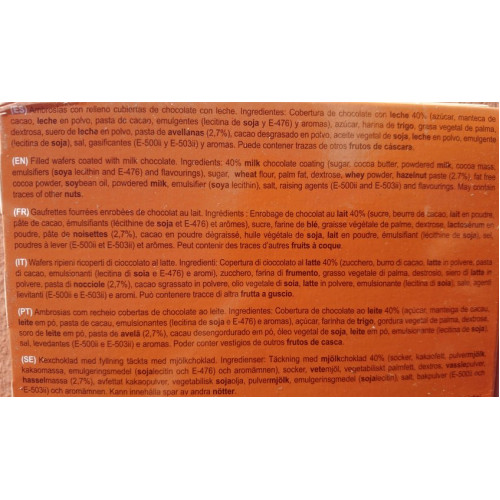 ES Ambrosías con relleno cubiertas de chocolate con leche. Ingredientes: Cobertura de chocolate con leche 40% (azúcar, manteca de
cacao, leche en polvo, pasta de cacao, emulgentes (lecitina de soja y E-476) y aromas), azúcar, harina de trigo, grasa vegetal de palma,
dextrosa, suero de leche en polvo, pasta de avellanas (2,7%), cacao desgrasado en polvo, aceite vegetal de soja, leche en polvo, emulgente
(lecitina de soja), sal, gasificantes (E-500ii y E-503ii) y aromas. Puede contener trazas de otros frutos de cáscara.
EN Filled wafers coated with milk chocolate. Ingredients: 40% milk chocolate coating (sugar, cocoa butter, powdered milk, cocoa mass,
emulsifiers (soya lecithin and E-476) and flavourings), sugar, wheat flour, palm fat, dextrose, whey powder, hazelnut paste (2.7%), fat free
cocoa powder, soybean oil, powdered milk, emulsifier (soya lecithin), salt, raising agents (E-500ii and E-503ii) and flavourings. May contain
traces of other nuts.
FR Gaufrettes fourrées enrobées de chocolat au lait. Ingrédients : Enrobage de chocolat au lait 40% (sucre, beurre de cacao, lait en poudre,
pâte de cacao, émulsifiants (lécithine de soja et E-476) et arômes), sucre, farine de blé, graisse végétale de palme, dextrose, lactosérum en
poudre, pâte de noisettes (2,7%), cacao en poudre dégraissé, huile végétale de soja, lait en poudre, émulsifiant (lécithine de soja), sel,
poudres à lever (E-500ii et E-503ii) et arômes. Peut contenir des traces d'autres fruits à coque.
IT Wafers ripieni ricoperti di cioccolato al latte. Ingredienti: Copertura di cioccolato al latte 40% (zucchero, burro di cacao, latte in polvere, pasta
di cacao, emulsionanti (lecitina di soia e E-476) e aromi), zucchero, farina di frumento, grasso vegetale di palma, destrosio, siero di latte in
polvere, pasta di nocciole (2,7%), cacao sgrassato in polvere, olio vegetale di soia, latte in polvere, emulsionante (lecitina di soia), sale, agenti
lievitanti (E-500ii e E-503ii) e aromi. Può contenere tracce di altra frutta a guscio.
PT Ambrosias com recheio cobertas de chocolate ao leite. Ingredientes: Cobertura de chocolate ao leite 40% (açúcar, manteiga de cacau,
leite em pó, pasta de cacau, emulsionantes (lecitina de soja e E-476) e aromas), açúcar, farinha de trigo, gordura vegetal de palma, dextrose,
soro de leite em pó, pasta de avelã (2,7%), cacau desengordurado em pó, óleo vegetal de soja, leite em pó, emulsionante (lecitina de soja),
sal, levedantes (E-500ii e E-503ii) e aromas. Poder conter vestígios de outros frutos de casca.
SE Kexchoklad med fyllning täckta med mjölkchoklad. Ingredienser: Täckning med mjölkchoklad 40% (socker, kakaofett, pulvermjölk,
kakaomassa, emulgeringsmedel (sojalecitin och E-476) och aromämnen), socker, vetemjöl, vegetabiliskt palmfett, dextros, vasslepulver,
hasselmassa (2,7%), avfettat kakaopulver, vegetabilisk sojaolja, pulvermjölk, emulgeringsmedel (sojalecitin), salt, bakpulver (E-500ii och
E-503ii) och aromämnen. Kann innehålla spår av andra nötter.